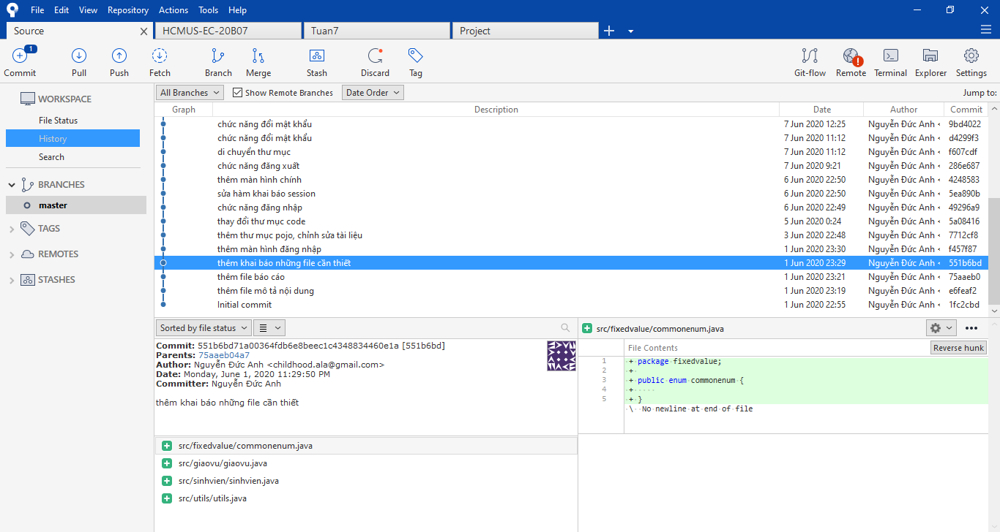 File Edit View Repository Actions Tools Help
Source HCMUS-EC-20B07 Tuan7 Project
1
Commit Pull Push Fetch Branch Merge Stash Discard Tag Git-flow Remote Terminal Explorer Settings
WORKSPACE
File Status
History
Search
BRANCHES
master
TAGS
REMOTES
STASHES
All Branches Show Remote Branches Date Order Jump to:
Graph Description Date Author Commit
chức năng đổi mật khẩu 7 Jun 2020 12:25 Nguyễn Đức Anh < 9bd4022
chức năng đổi mật khẩu 7 Jun 2020 11:12 Nguyễn Đức Anh < d4299f3
di chuyển thư mục 7 Jun 2020 11:12 Nguyễn Đức Anh < f607cdf
chức năng đăng xuất 7 Jun 2020 9:21 Nguyễn Đức Anh < 286e687
thêm màn hình chính 6 Jun 2020 22:50 Nguyễn Đức Anh < 4248583
sửa hàm khai báo session 6 Jun 2020 22:50 Nguyễn Đức Anh < 5ea890b
chức năng đăng nhập 6 Jun 2020 22:49 Nguyễn Đức Anh < 49296a9
thay đổi thư mục code 5 Jun 2020 0:24 Nguyễn Đức Anh < 5a08416
thêm thư mục pojo, chỉnh sửa tài liệu 3 Jun 2020 22:48 Nguyễn Đức Anh < 7712cf8
thêm màn hình đăng nhập 1 Jun 2020 23:30 Nguyễn Đức Anh < f457f87
thêm khai báo những file cần thiết 1 Jun 2020 23:29 Nguyễn Đức Anh < 551b6bd
thêm file báo cáo 1 Jun 2020 23:21 Nguyễn Đức Anh < 75aaeb0
thêm file mô tả nội dung 1 Jun 2020 23:19 Nguyễn Đức Anh < e6feaf2
Initial commit 1 Jun 2020 22:55 Nguyễn Đức Anh < 1fc2cbd
Sorted by file status
Commit: 551b6bd71a00364fdb6e8beec1c4348834460e1a [551b6bd]
Parents: 75aaeb04a7
Author: Nguyễn Đức Anh <childhood.ala@gmail.com>
Date: Monday, June 1, 2020 11:29:50 PM
Committer: Nguyễn Đức Anh
thêm khai báo những file cần thiết
src/fixedvalue/commonenum.java
src/giaovu/giaovu.java
src/sinhvien/sinhvien.java
src/utils/utils.java
src/fixedvalue/commonenum.java
File Contents Reverse hunk
1 + package fixedvalue;
2 +
3 + public enum commonenum {
4 +
5 + }
\ No newline at end of file